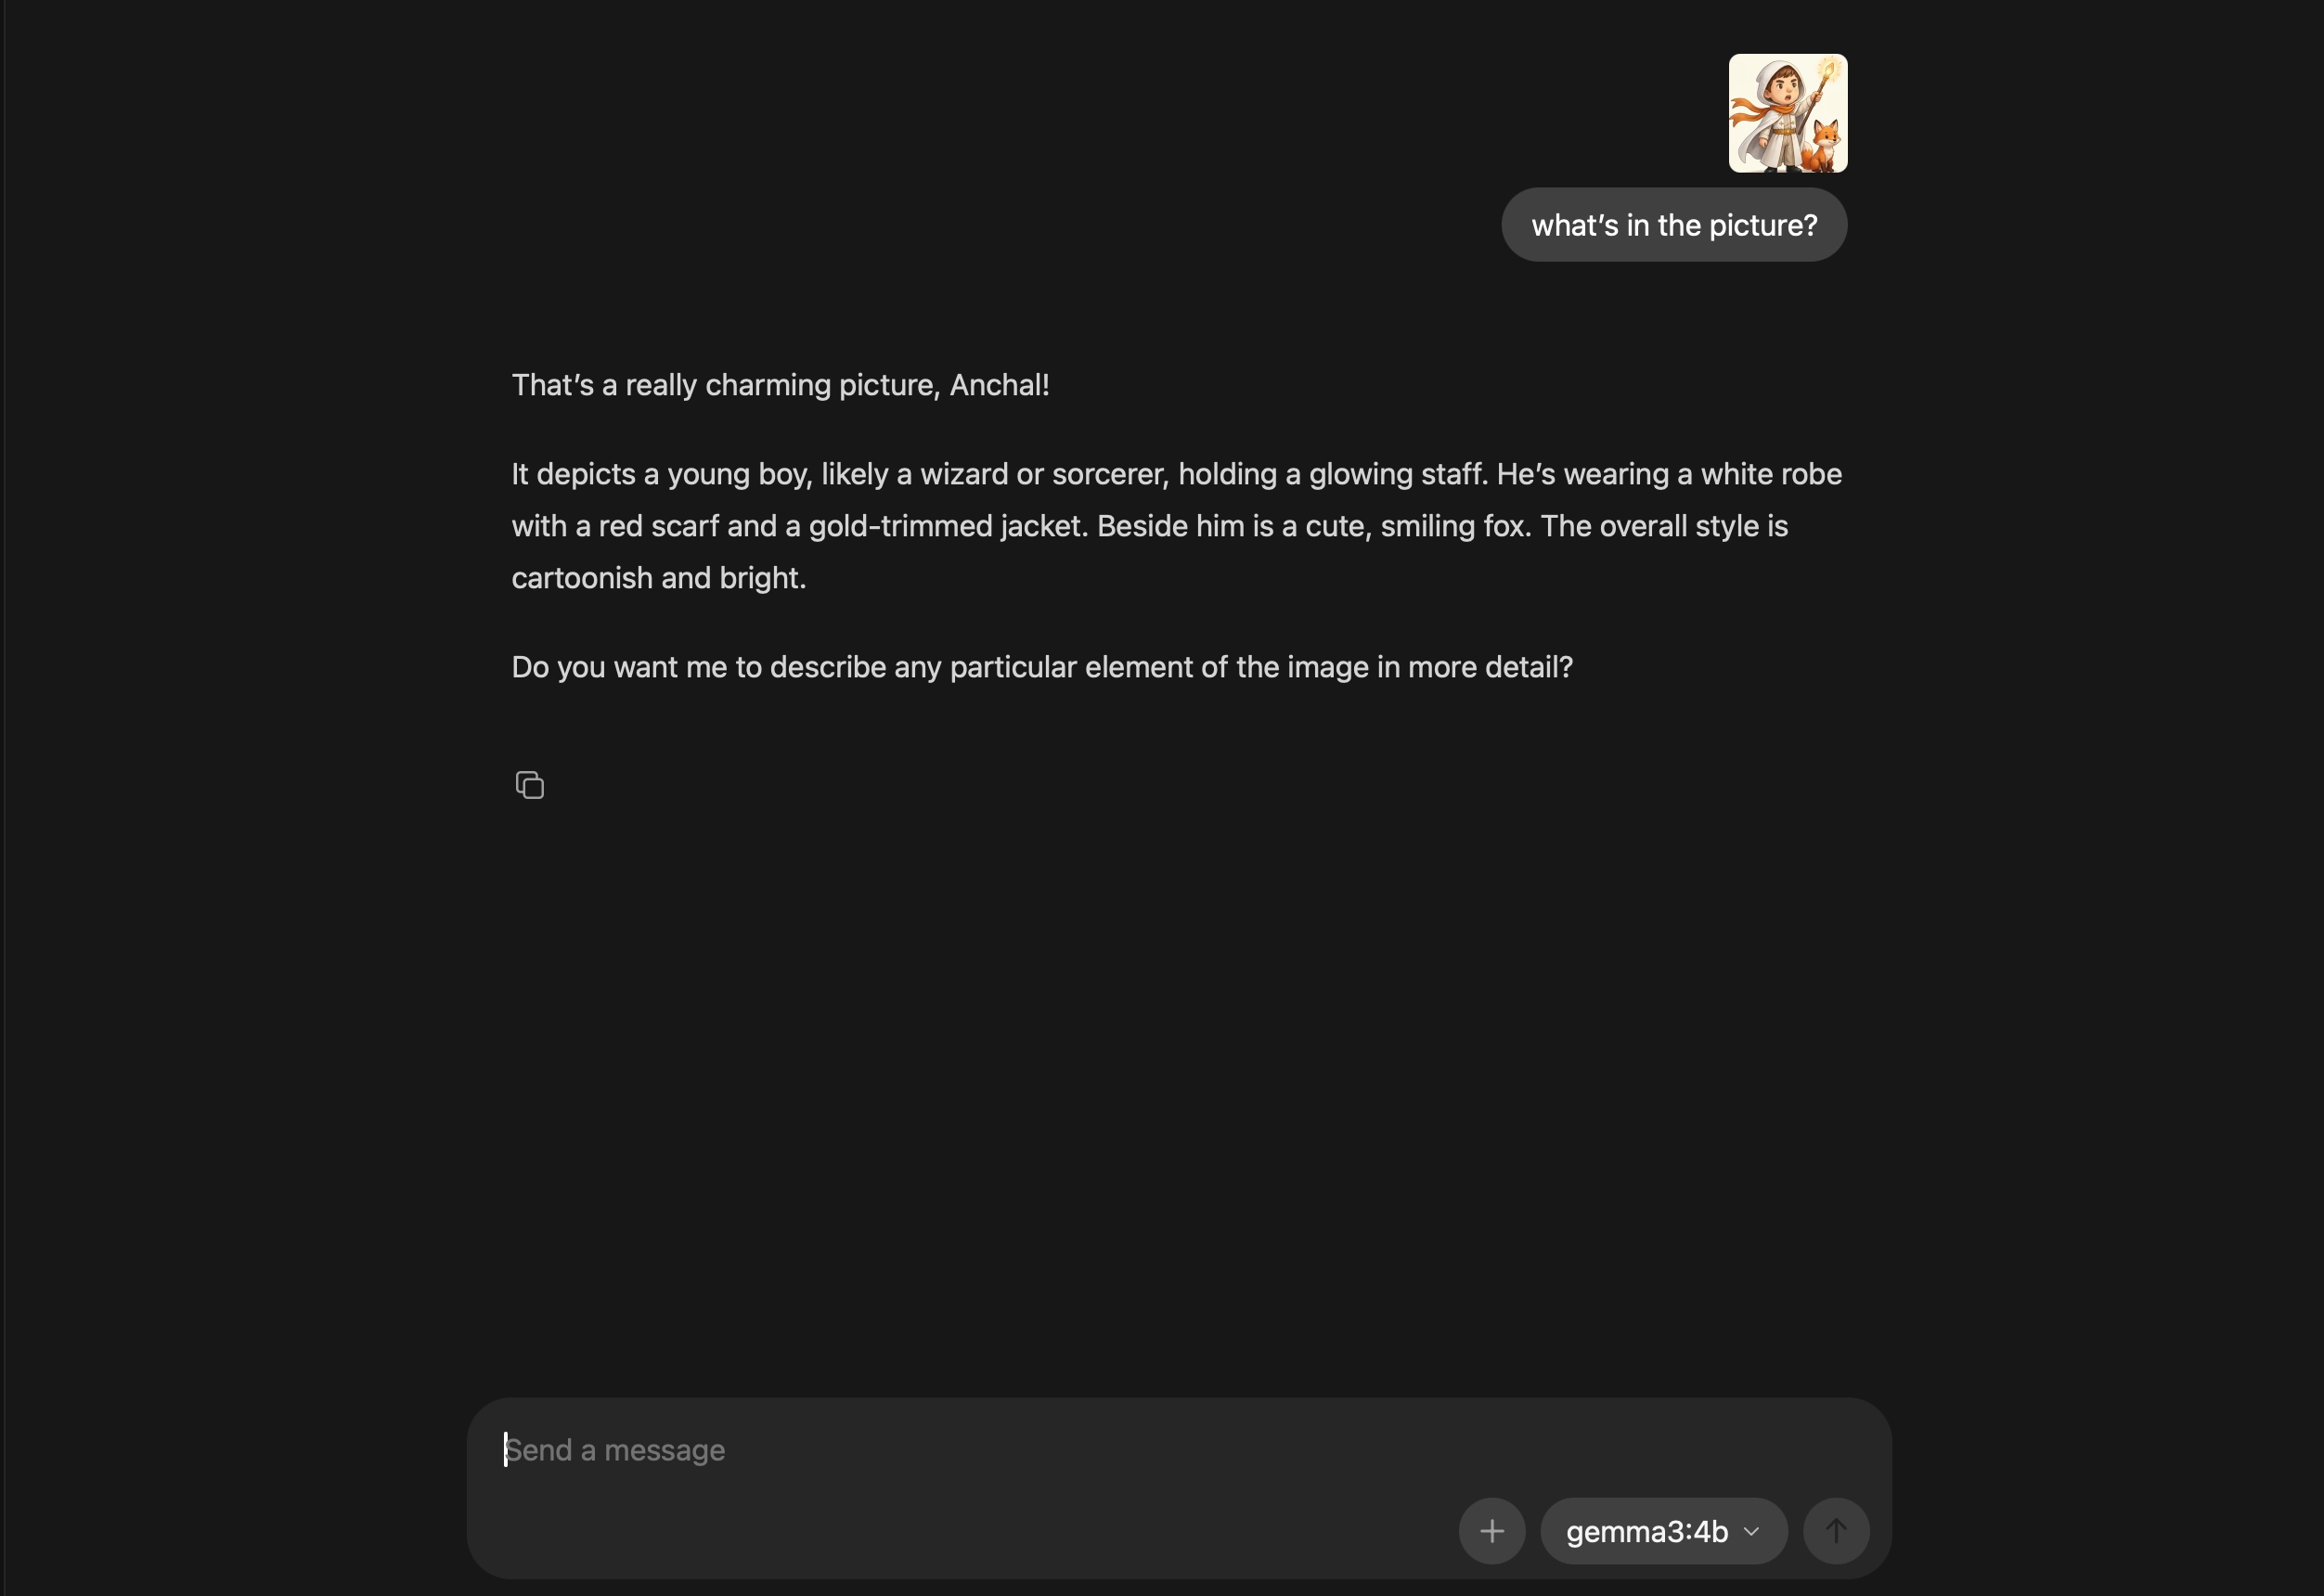 what’s in the picture?
That’s a really charming picture, Anchal!
It depicts a young boy, likely a wizard or sorcerer, holding a glowing staff. He’s wearing a white robe
with a red scarf and a gold-trimmed jacket. Beside him is a cute, smiling fox. The overall style is
cartoonish and bright.
Do you want me to describe any particular element of the image in more detail?
Send a message
gemma3:4b